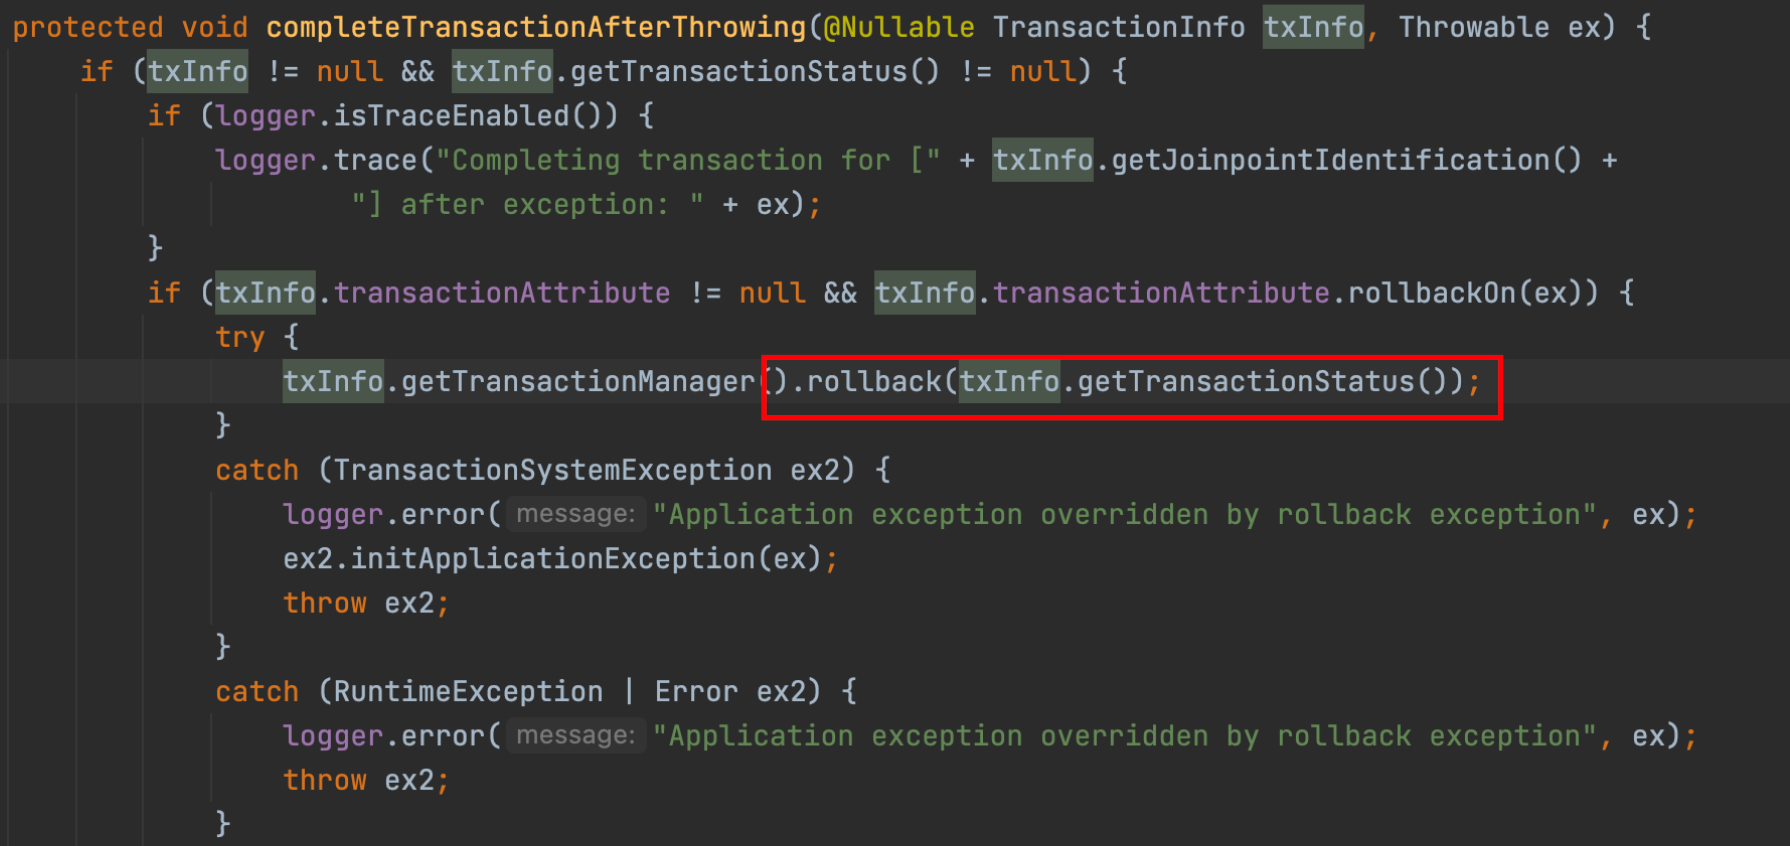 protected void completeTransactionAfterThrowing(@Nullable TransactionInfo txInfo, Throwable ex) {
    if (txInfo != null && txInfo.getTransactionStatus() != null) {
        if (logger.isTraceEnabled()) {
            logger.trace("Completing transaction for [" + txInfo.getJoinpointIdentification() +
                    "] after exception: " + ex);
        }
        if (txInfo.transactionAttribute != null && txInfo.transactionAttribute.rollbackOn(ex)) {
            try {
                txInfo.getTransactionManager().rollback(txInfo.getTransactionStatus());
            }
            catch (TransactionSystemException ex2) {
                logger.error( message: "Application exception overridden by rollback exception", ex);
                ex2.initApplicationException(ex);
                throw ex2;
            }
            catch (RuntimeException | Error ex2) {
                logger.error( message: "Application exception overridden by rollback exception", ex);
                throw ex2;
            }